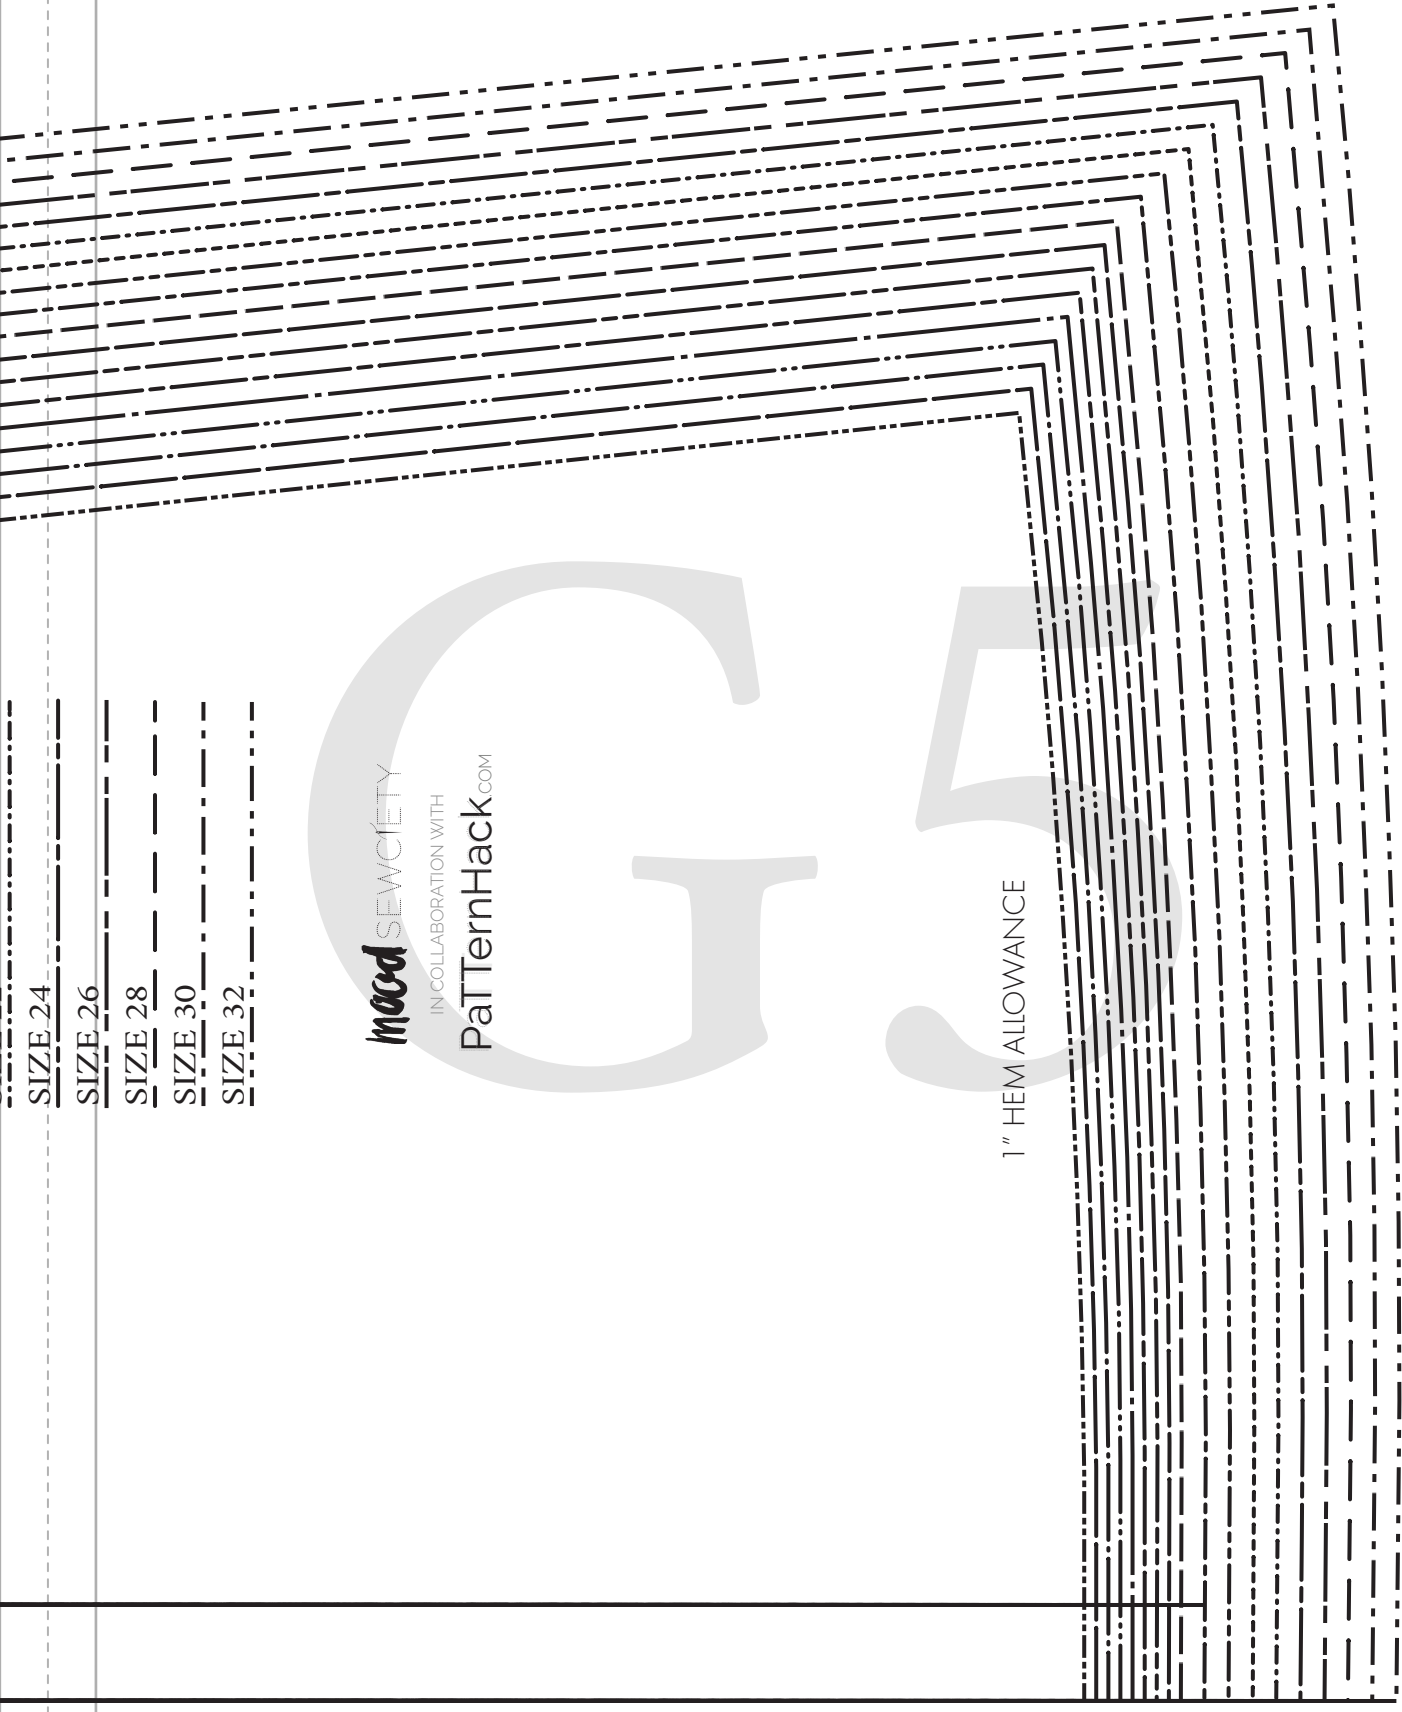 SIZE 24
SIZE 26
SIZE 28
SIZE 30
SIZE 32
mood SEWCIETY
IN COLLABORATION WITH
PaTTernHack.COM
G5
1” HEM ALLOWANCE